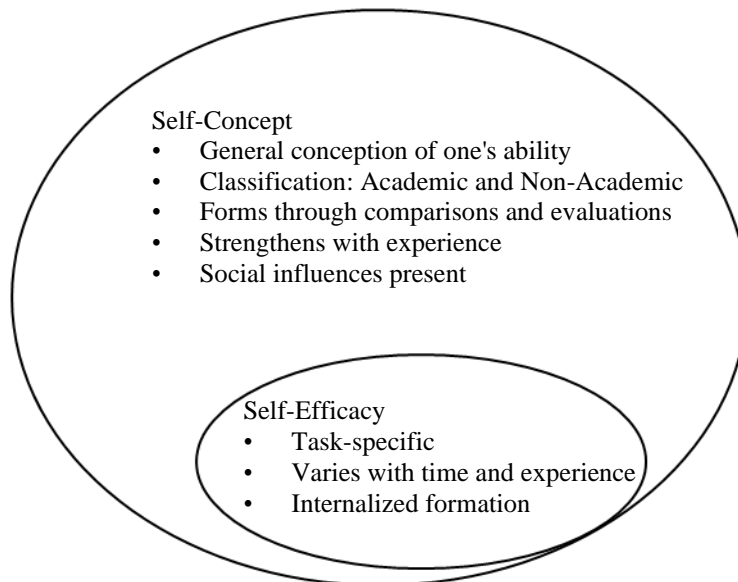 Self-Concept
• General conception of one's ability
• Classification: Academic and Non-Academic
• Forms through comparisons and evaluations
• Strengthens with experience
• Social influences present
Self-Efficacy
• Task-specific
• Varies with time and experience
• Internalized formation